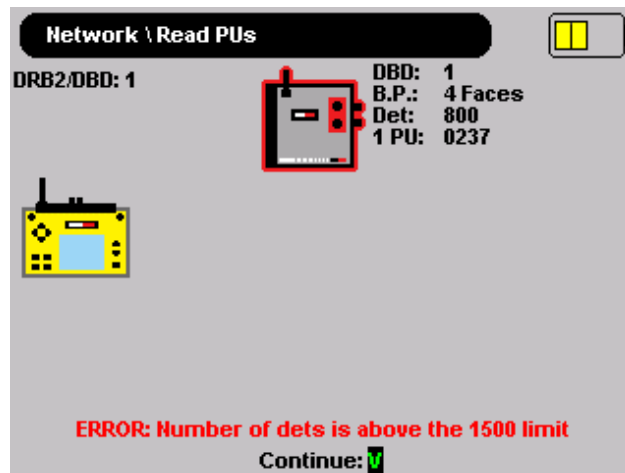 Network \ Read PUs
DRB2/DBD: 1
DBD: 1
B.P.: 4 Faces
Det: 800
1 PU: 0237
ERROR: Number of dets is above the 1500 limit
Continue: V